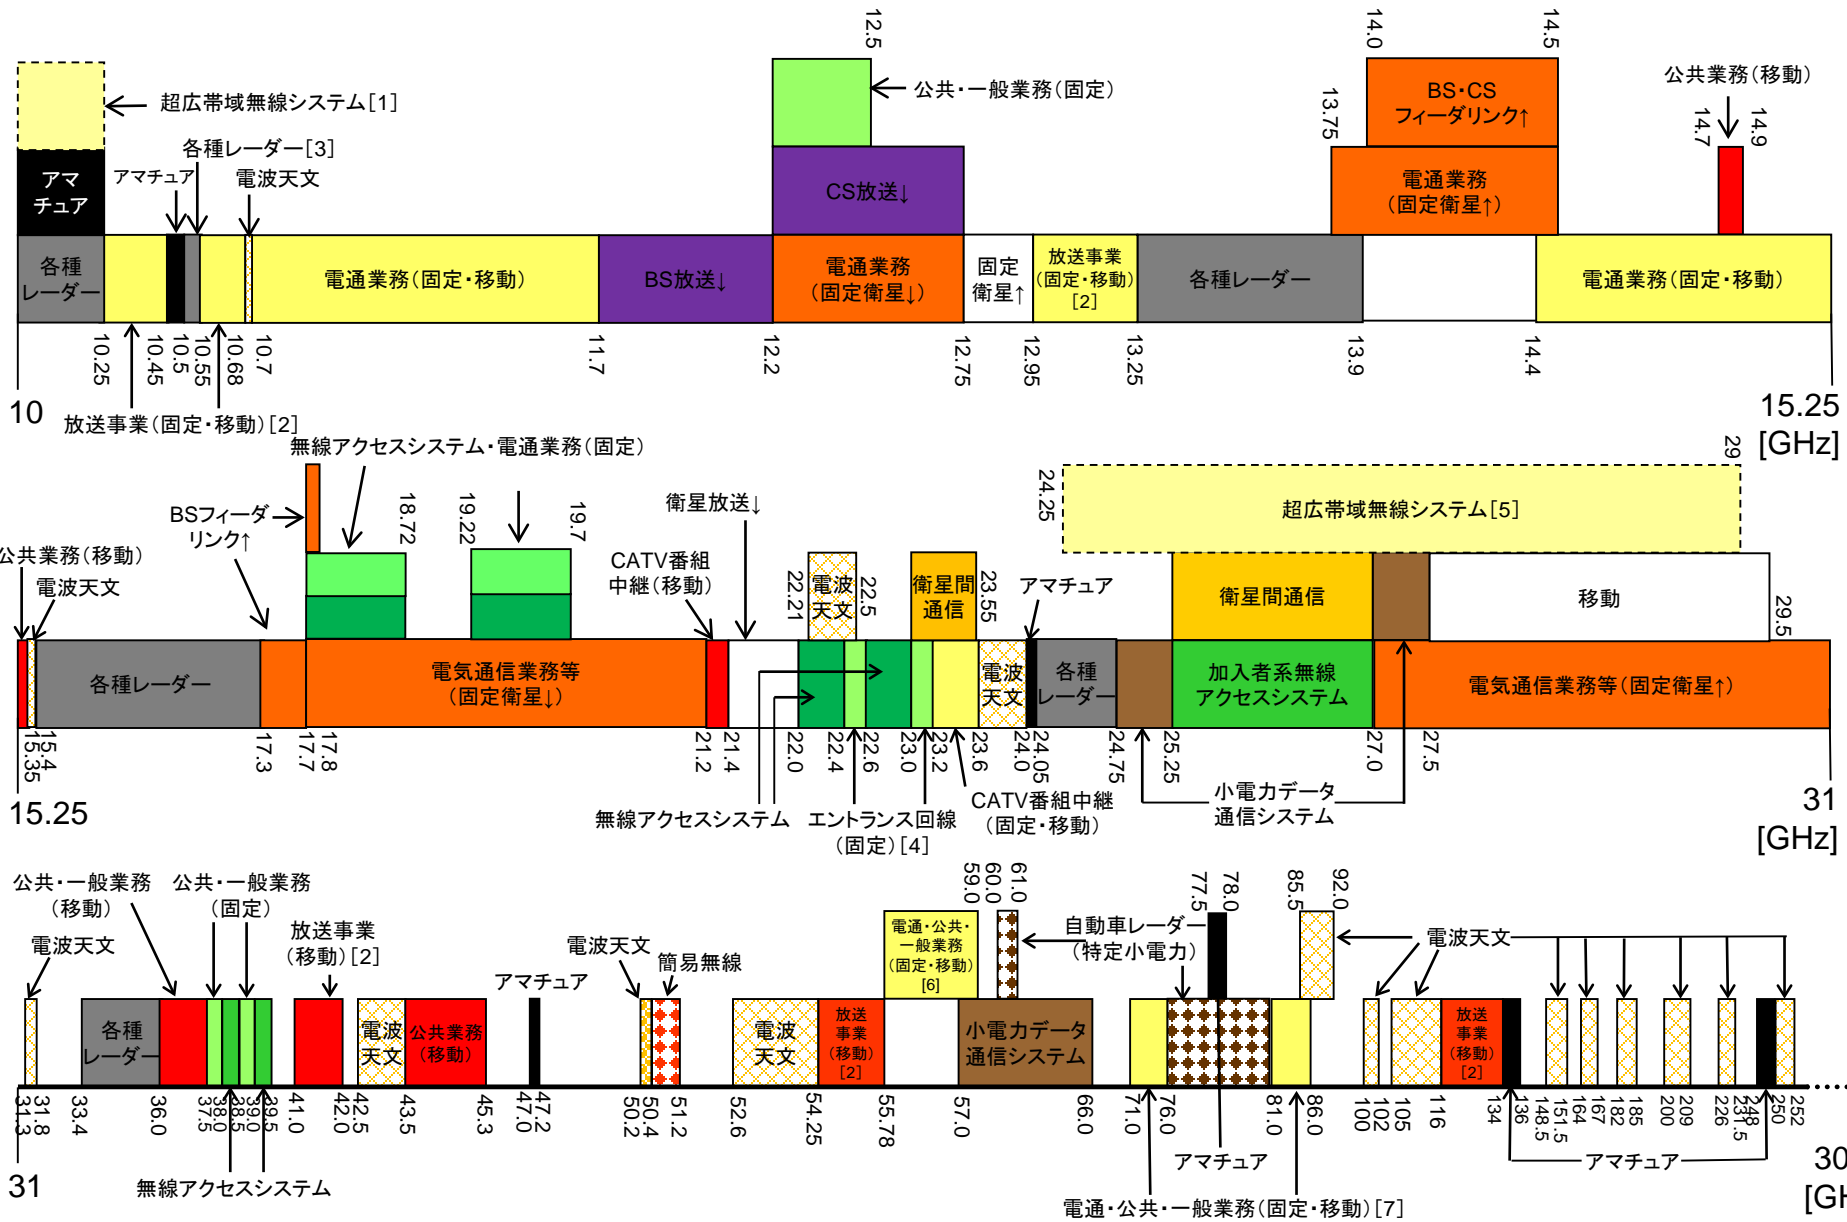 12.5
14.0
14.5
公共業務(移動)
超広帯域無線システム[1]
公共・一般業務(固定)
13.75
BS・CS
フィーダリンク↑
14.7
14.9
各種レーダー[3]
アマチュア
電波天文
アマ
チュア
CS放送↓
電通業務
(固定衛星↑)
各種
レーダー
電通業務(固定・移動)
BS放送↓
電通業務
(固定衛星↓)
固定
衛星↑
放送事業
(固定・移動)
[2]
各種レーダー
電通業務(固定・移動)
10.25
10.45
10.5
10.55
10.68
10.7
11.7
12.2
12.75
12.95
13.25
13.9
14.4
10
放送事業(固定・移動)[2]
15.25
[GHz]
無線アクセスシステム・電通業務(固定)
BSフィーダ
リンク↑
18.72
19.22
19.7
衛星放送↓
24.25
29
超広帯域無線システム[5]
公共業務(移動)
電波天文
CATV番組
中継(移動)
22.21
電波
天文
22.5
衛星間
通信
23.55
アマチュア
衛星間通信
移動
29.5
各種レーダー
電気通信業務等
(固定衛星↓)
電波
天文
各種
レーダー
加入者系無線
アクセスシステム
電気通信業務等(固定衛星↑)
15.35
15.4
17.3
17.7
17.8
21.2
21.4
22.0
22.4
22.6
23.0
23.2
23.6
24.0
24.05
24.75
25.25
27.0
27.5
15.25
無線アクセスシステム
エントランス回線
(固定)[4]
CATV番組中継
(固定・移動)
小電力データ
通信システム
31
[GHz]
公共・一般業務
(移動)
公共・一般業務
(固定)
電波天文
放送事業
(移動)[2]
アマチュア
電波天文
簡易無線
電通・公共・
一般業務
(固定・移動)
[6]
59.0
60.0
61.0
自動車レーダー
(特定小電力)
77.5
78.0
85.5
92.0
電波天文
各種
レーダー
電波
天文
公共業務
(移動)
電波
天文
放送
事業
(移動)
[2]
小電力データ
通信システム
放送
事業
(移動)
[2]
31.3
31.8
33.4
36.0
37.5
38.0
38.5
39.0
39.5
41.0
42.0
42.5
43.5
45.3
47.0
47.2
50.2
50.4
51.2
52.6
54.25
55.78
57.0
66.0
71.0
76.0
81.0
86.0
100
102
105
116
134
136
148.5
151.5
164
167
182
185
200
209
226
231.5
248
250
252
31
無線アクセスシステム
アマチュア
アマチュア
電通・公共・一般業務(固定・移動)[7]
30
[GH